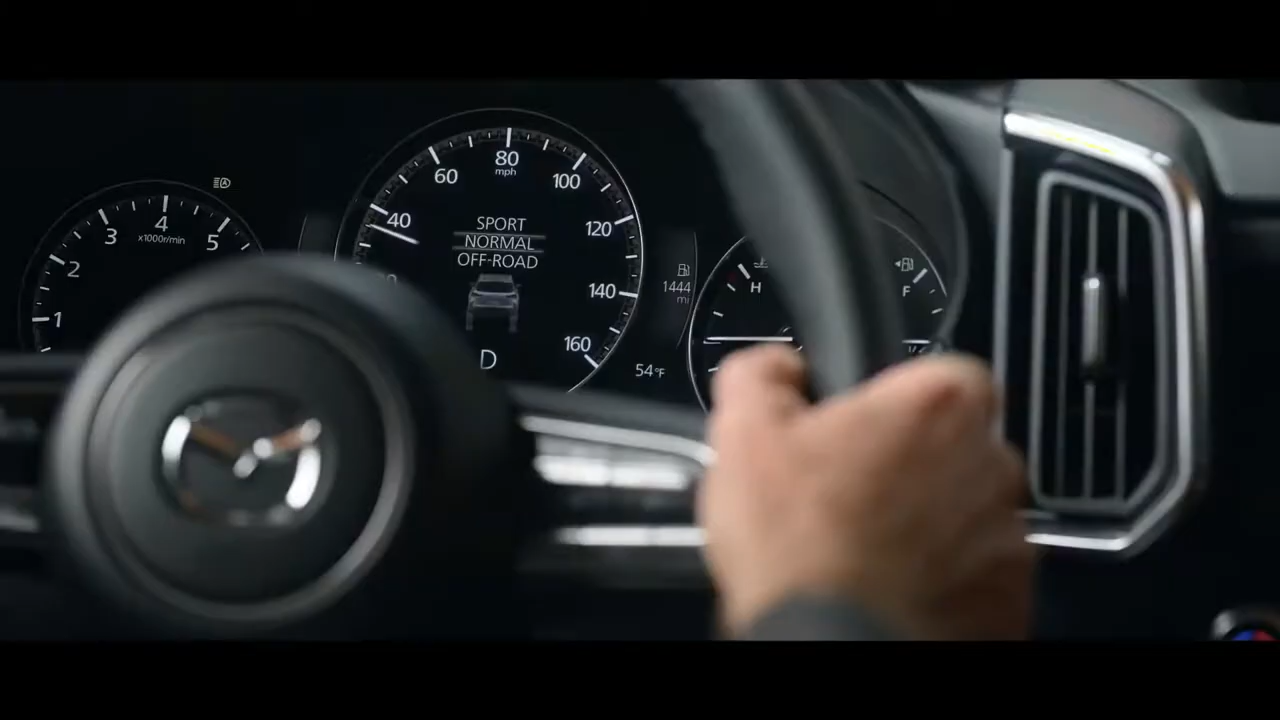 1
2
3
4
5
x1000r/min
40
60
80
mph
100
120
140
160
SPORT
NORMAL
OFF-ROAD
D
1444
mi
54°F
H
F